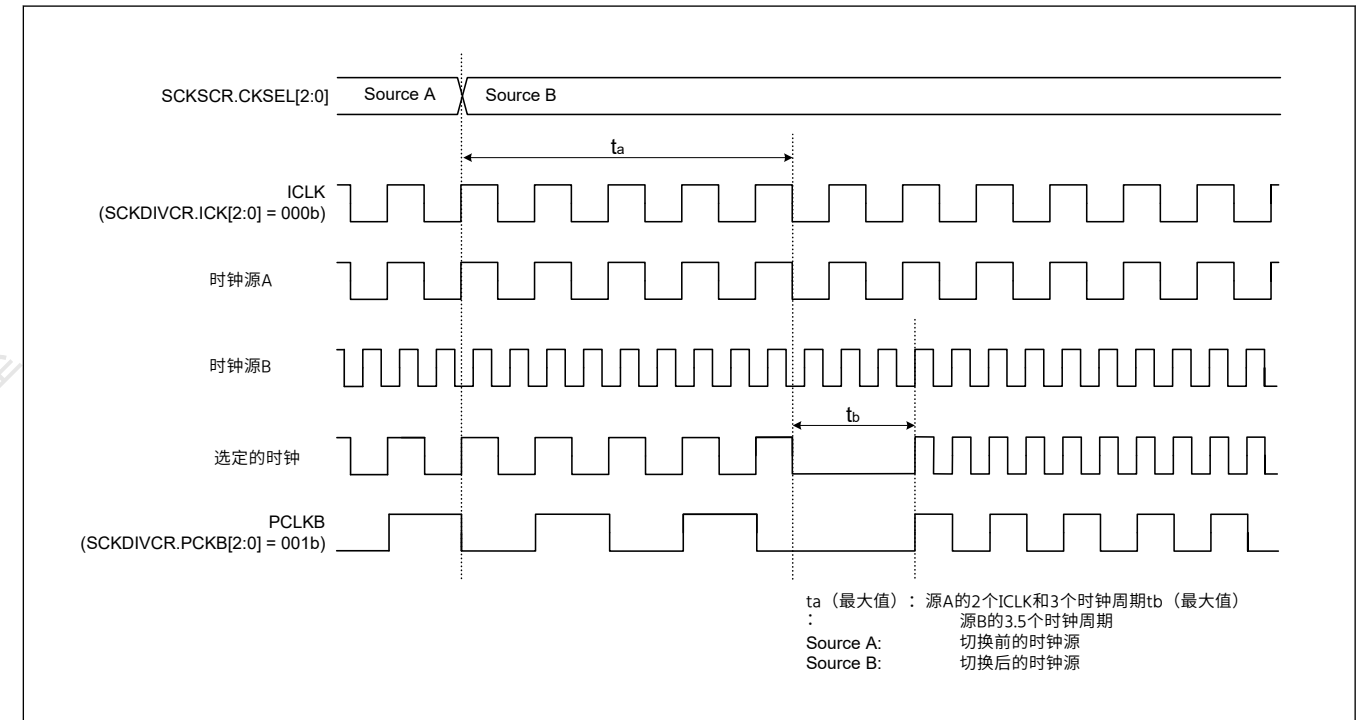 SCKSCR.CKSEL[2:0] Source A Source B
ta
ICLK
(SCKDIVCR.ICK[2:0] = 000b)
时钟源A
时钟源B
tb
选定的时钟
PCLKB
(SCKDIVCR.PCKB[2:0] = 001b)
ta（最大值）：源A的2个ICLK和3个时钟周期tb（最大值）
： 源B的3.5个时钟周期
Source A: 切换前的时钟源
Source B: 切换后的时钟源